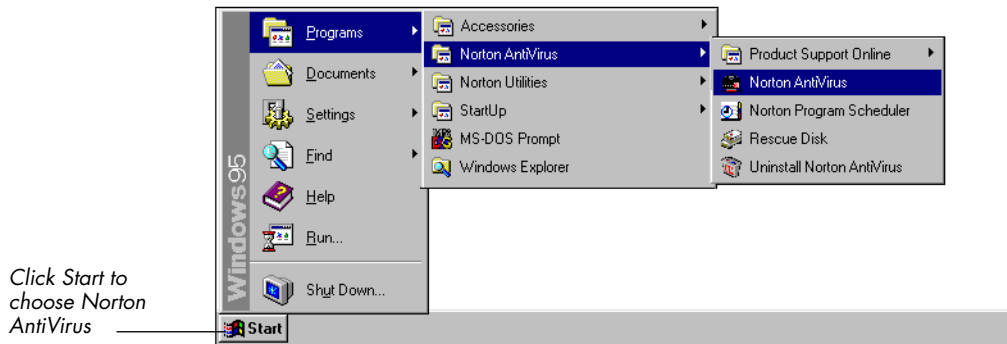 Windows95
Programs
Documents
Settings
Find
Help
Run...
Shut Down...
Start
Accessories
Norton AntiVirus
Norton Utilities
StartUp
MS-DOS Prompt
Windows Explorer
Product Support Online
Norton AntiVirus
Norton Program Scheduler
Rescue Disk
Uninstall Norton AntiVirus
Click Start to
choose Norton
AntiVirus